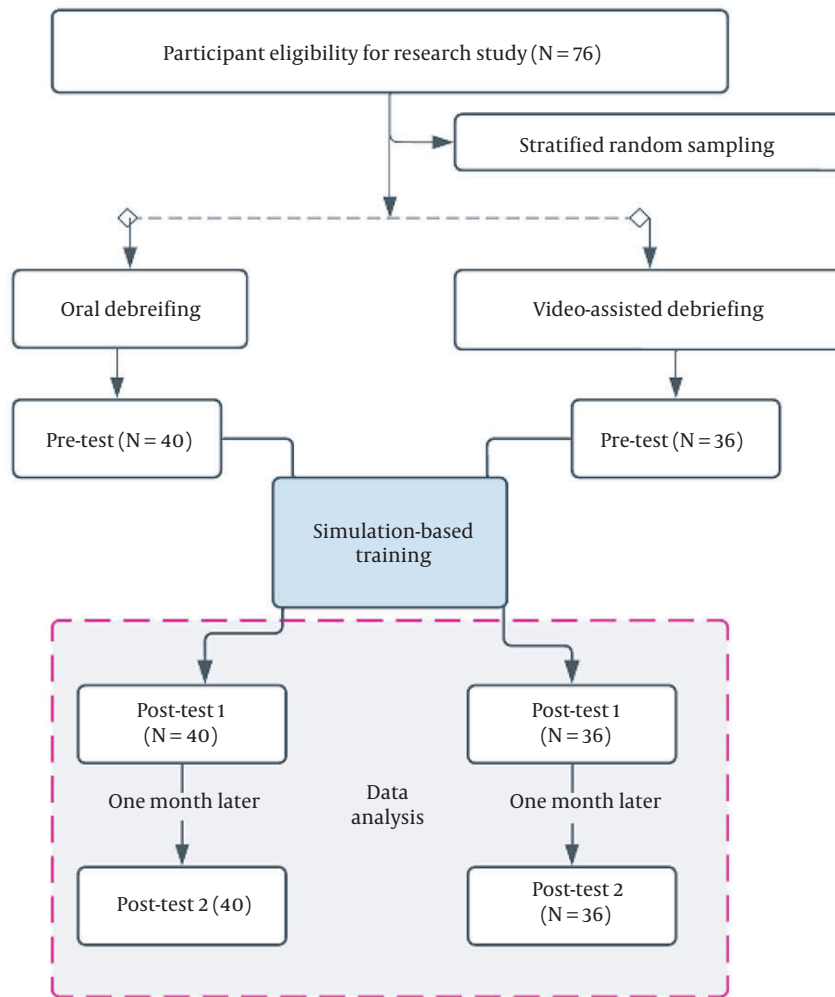 Participant eligibility for research study (N = 76)
Stratified random sampling
Oral debreifing
Video-assisted debriefing
Pre-test (N = 40)
Pre-test (N = 36)
Simulation-based
training
Post-test 1
(N = 40)
Post-test 1
(N = 36)
One month later
Data
analysis
One month later
Post-test 2 (40)
Post-test 2
(N = 36)